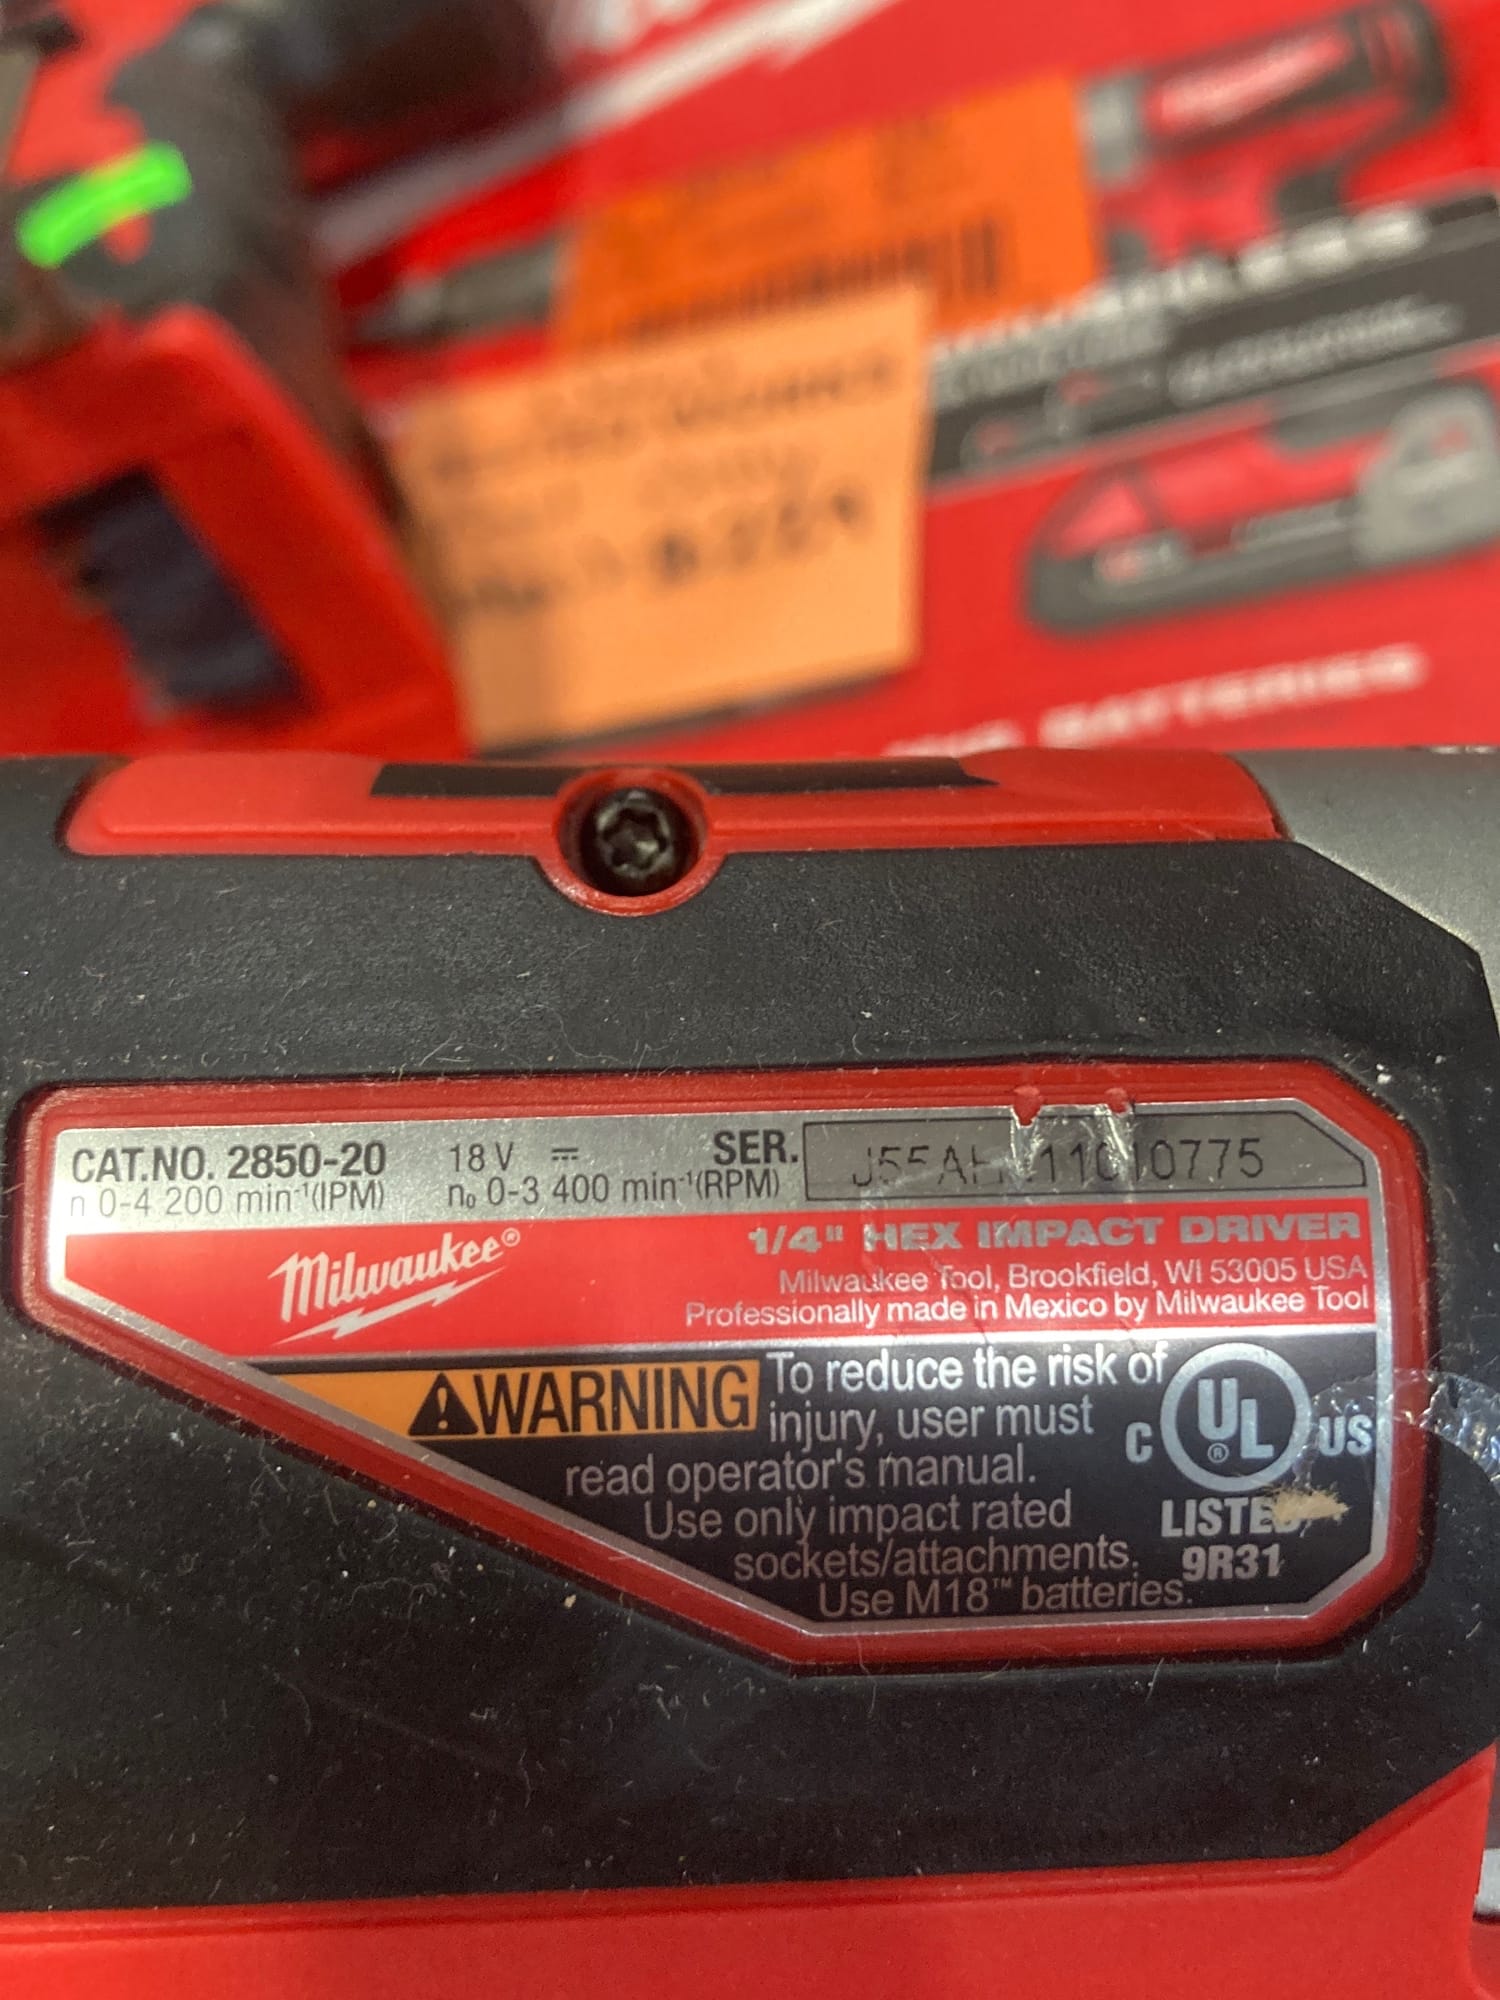 BATTERIES
CAT.NO. 2850-20
18 V ⎓
SER.
n 0-4 200 min⁻¹(IPM)
n₀ 0-3 400 min⁻¹(RPM)
Milwaukee®
1/4" HEX IMPACT DRIVER
Milwaukee Tool, Brookfield, WI 53005 USA
Professionally made in Mexico by Milwaukee Tool
⚠WARNING
To reduce the risk of
injury, user must
read operator's manual.
Use only impact rated
sockets/attachments.
Use M18™ batteries.
C UL® US
LISTED
9R31